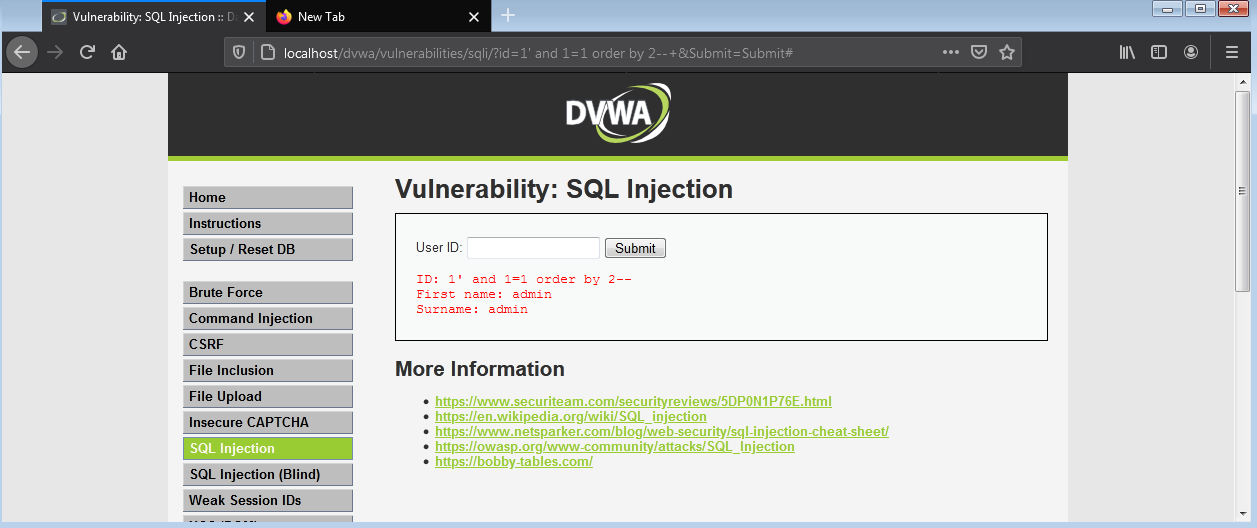 Vulnerability: SQL Injection :: D
New Tab
localhost/dvwa/vulnerabilities/sqli/?id=1' and 1=1 order by 2--+&Submit=Submit#
DVWA
Home
Instructions
Setup / Reset DB
Brute Force
Command Injection
CSRF
File Inclusion
File Upload
Insecure CAPTCHA
SQL Injection
SQL Injection (Blind)
Weak Session IDs
Vulnerability: SQL Injection
User ID:
Submit
ID: 1' and 1=1 order by 2--
First name: admin
Surname: admin
More Information
https://www.securiteam.com/securityreviews/5DP0N1P76E.html
https://en.wikipedia.org/wiki/SQL_injection
https://www.netsparker.com/blog/web-security/sql-injection-cheat-sheet/
https://owasp.org/www-community/attacks/SQL_Injection
https://bobby-tables.com/